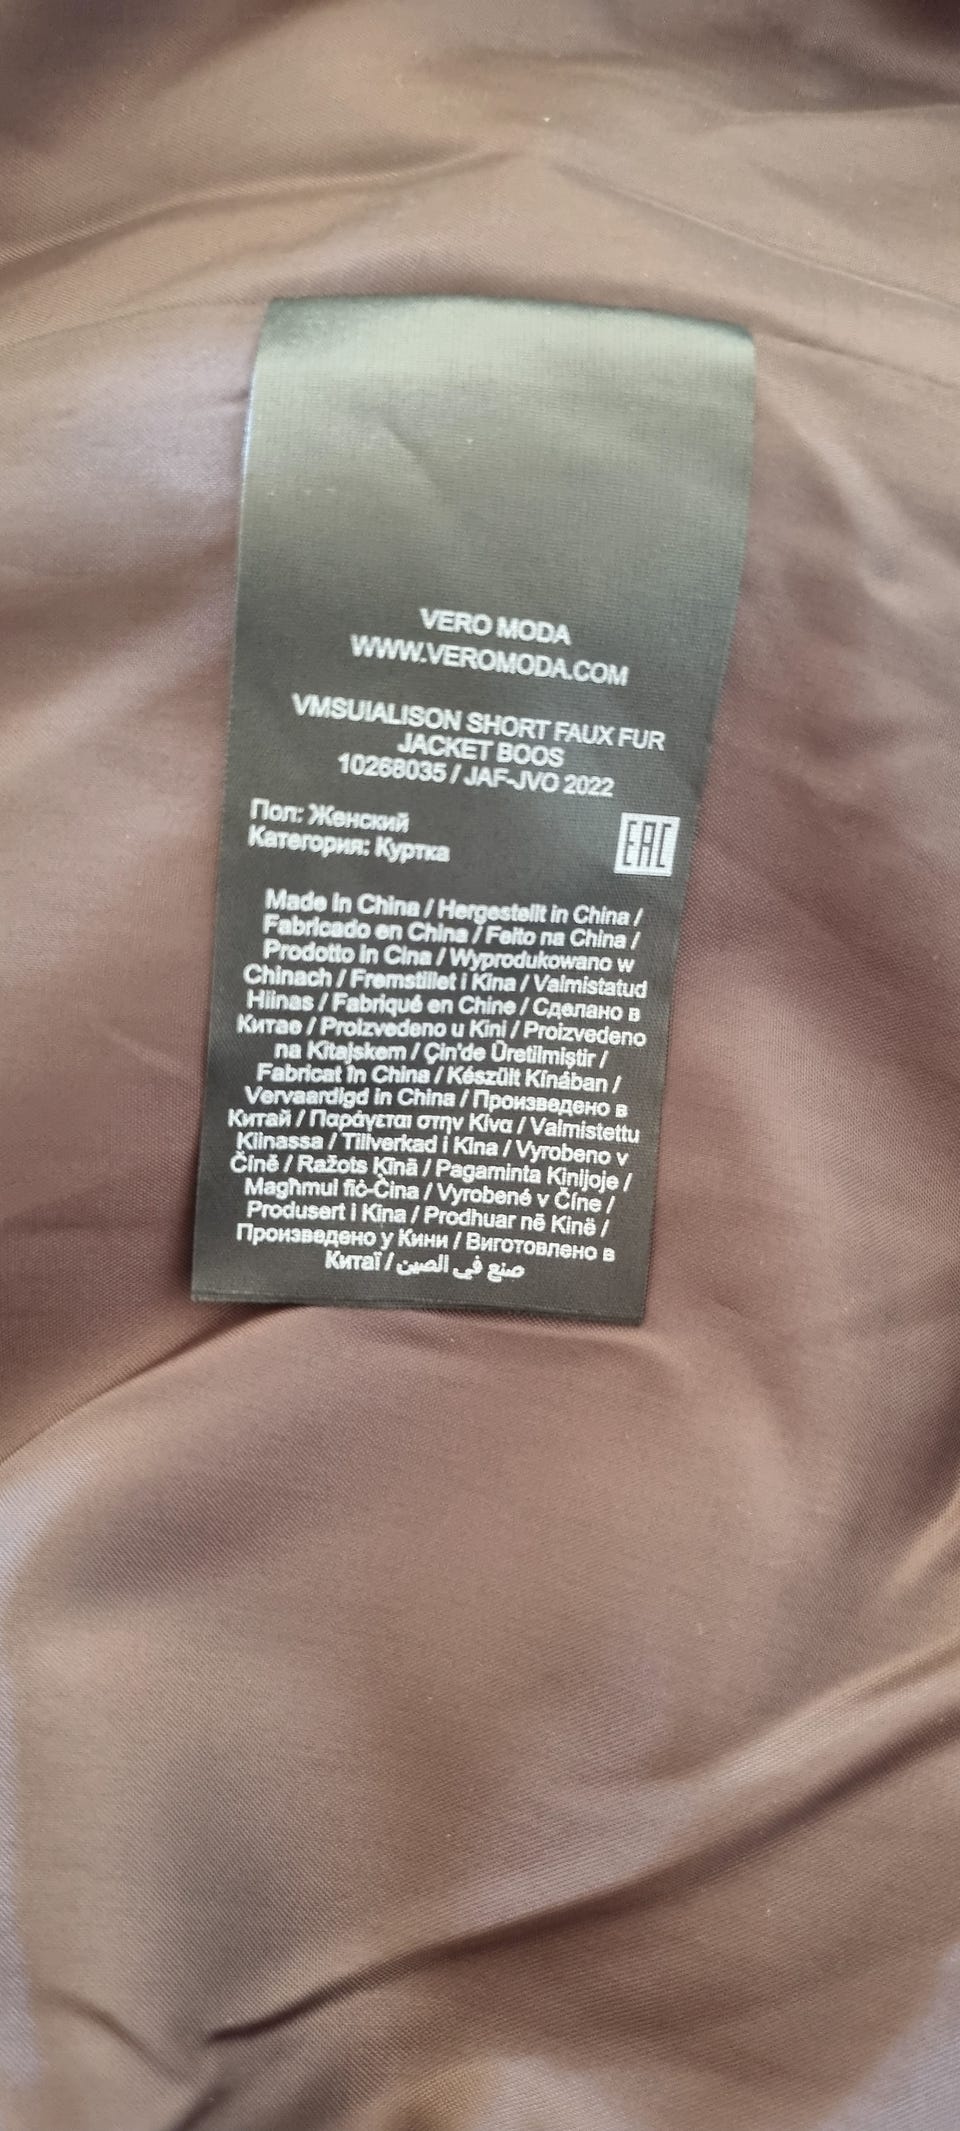 VERO MODA
WWW.VEROMODA.COM
VMSUIALISON SHORT FAUX FUR
JACKET BOOS
10268035 / JAF-JVO 2022
Пол: Женский
Категория: Куртка
EAC
Made in China / Hergestellt in China /
Fabricado en China / Feito na China /
Prodotto in Cina / Wyprodukowano w
Chinach / Fremstillet i Kina / Valmistatud
Hiinas / Fabriqué en Chine / Сделано в
Китае / Proizvedeno u Kini / Proizvedeno
na Kitajskem / Çin'de Üretilmiştir /
Fabricat în China / Készült Kínában /
Vervaardigd in China / Произведено в
Китай / Παράγεται στην Κίνα / Valmistettu
Kiinassa / Tillverkad i Kina / Vyrobeno v
Číně / Ražots Ķīnā / Pagaminta Kinijoje /
Magħmul fiċ-Ċina / Vyrobené v Číne /
Produsert i Kina / Prodhuar në Kinë /
Произведено у Кини / Виготовлено в
Китаї / صنع في الصين